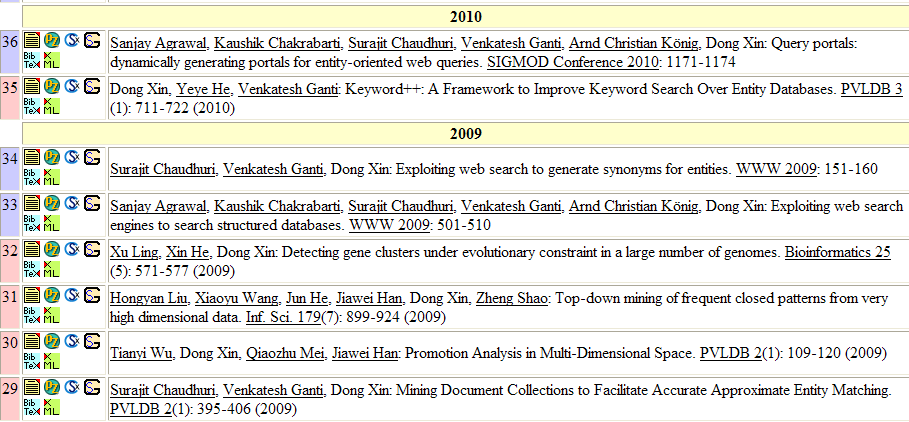 2010
36
Sanjay Agrawal, Kaushik Chakrabarti, Surajit Chaudhuri, Venkatesh Ganti, Arnd Christian König, Dong Xin: Query portals:
dynamically generating portals for entity-oriented web queries. SIGMOD Conference 2010: 1171-1174
Bib TeX K ML
35
Dong Xin, Yeye He, Venkatesh Ganti: Keyword++: A Framework to Improve Keyword Search Over Entity Databases. PVLDB 3
(1): 711-722 (2010)
Bib TeX K ML
2009
34
Surajit Chaudhuri, Venkatesh Ganti, Dong Xin: Exploiting web search to generate synonyms for entities. WWW 2009: 151-160
Bib TeX K ML
33
Sanjay Agrawal, Kaushik Chakrabarti, Surajit Chaudhuri, Venkatesh Ganti, Arnd Christian König, Dong Xin: Exploiting web search
engines to search structured databases. WWW 2009: 501-510
Bib TeX K ML
32
Xu Ling, Xin He, Dong Xin: Detecting gene clusters under evolutionary constraint in a large number of genomes. Bioinformatics 25
(5): 571-577 (2009)
Bib TeX K ML
31
Hongyan Liu, Xiaoyu Wang, Jun He, Jiawei Han, Dong Xin, Zheng Shao: Top-down mining of frequent closed patterns from very
high dimensional data. Inf. Sci. 179(7): 899-924 (2009)
Bib TeX K ML
30
Tianyi Wu, Dong Xin, Qiaozhu Mei, Jiawei Han: Promotion Analysis in Multi-Dimensional Space. PVLDB 2(1): 109-120 (2009)
Bib TeX K ML
29
Surajit Chaudhuri, Venkatesh Ganti, Dong Xin: Mining Document Collections to Facilitate Accurate Approximate Entity Matching.
PVLDB 2(1): 395-406 (2009)
Bib TeX K ML